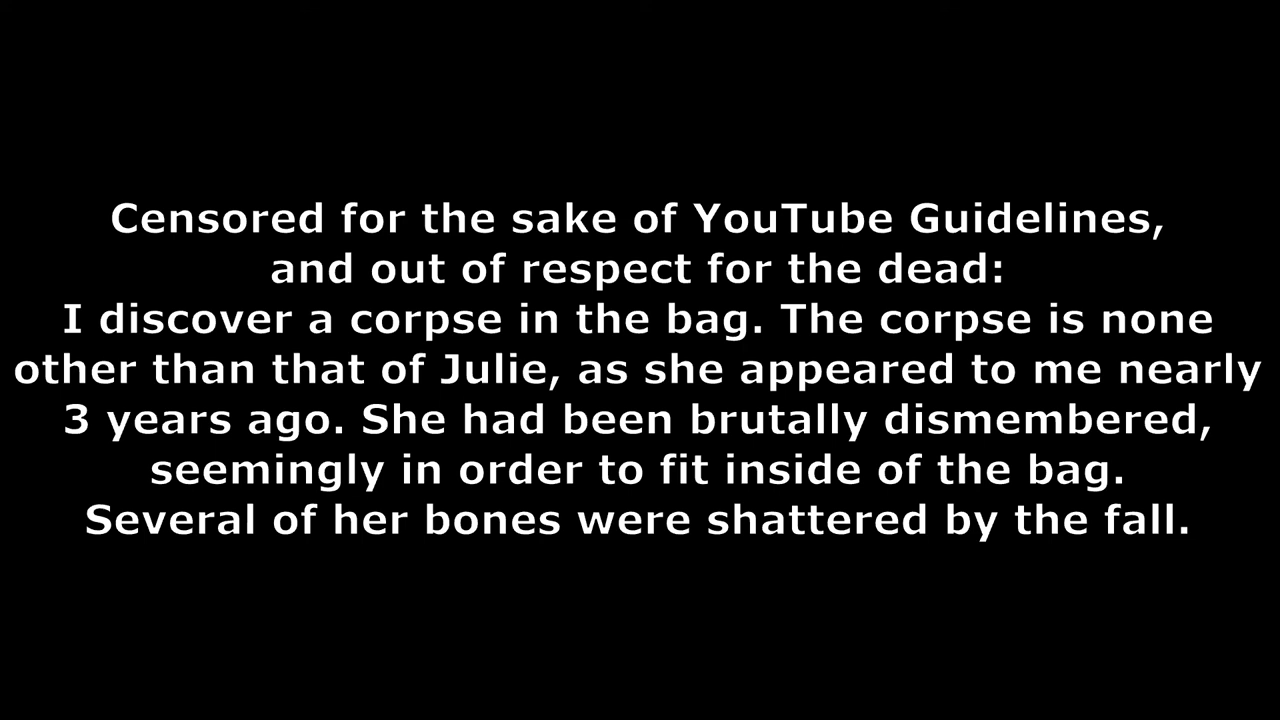 Censored for the sake of YouTube Guidelines,
and out of respect for the dead:
I discover a corpse in the bag. The corpse is none
other than that of Julie, as she appeared to me nearly
3 years ago. She had been brutally dismembered,
seemingly in order to fit inside of the bag.
Several of her bones were shattered by the fall.